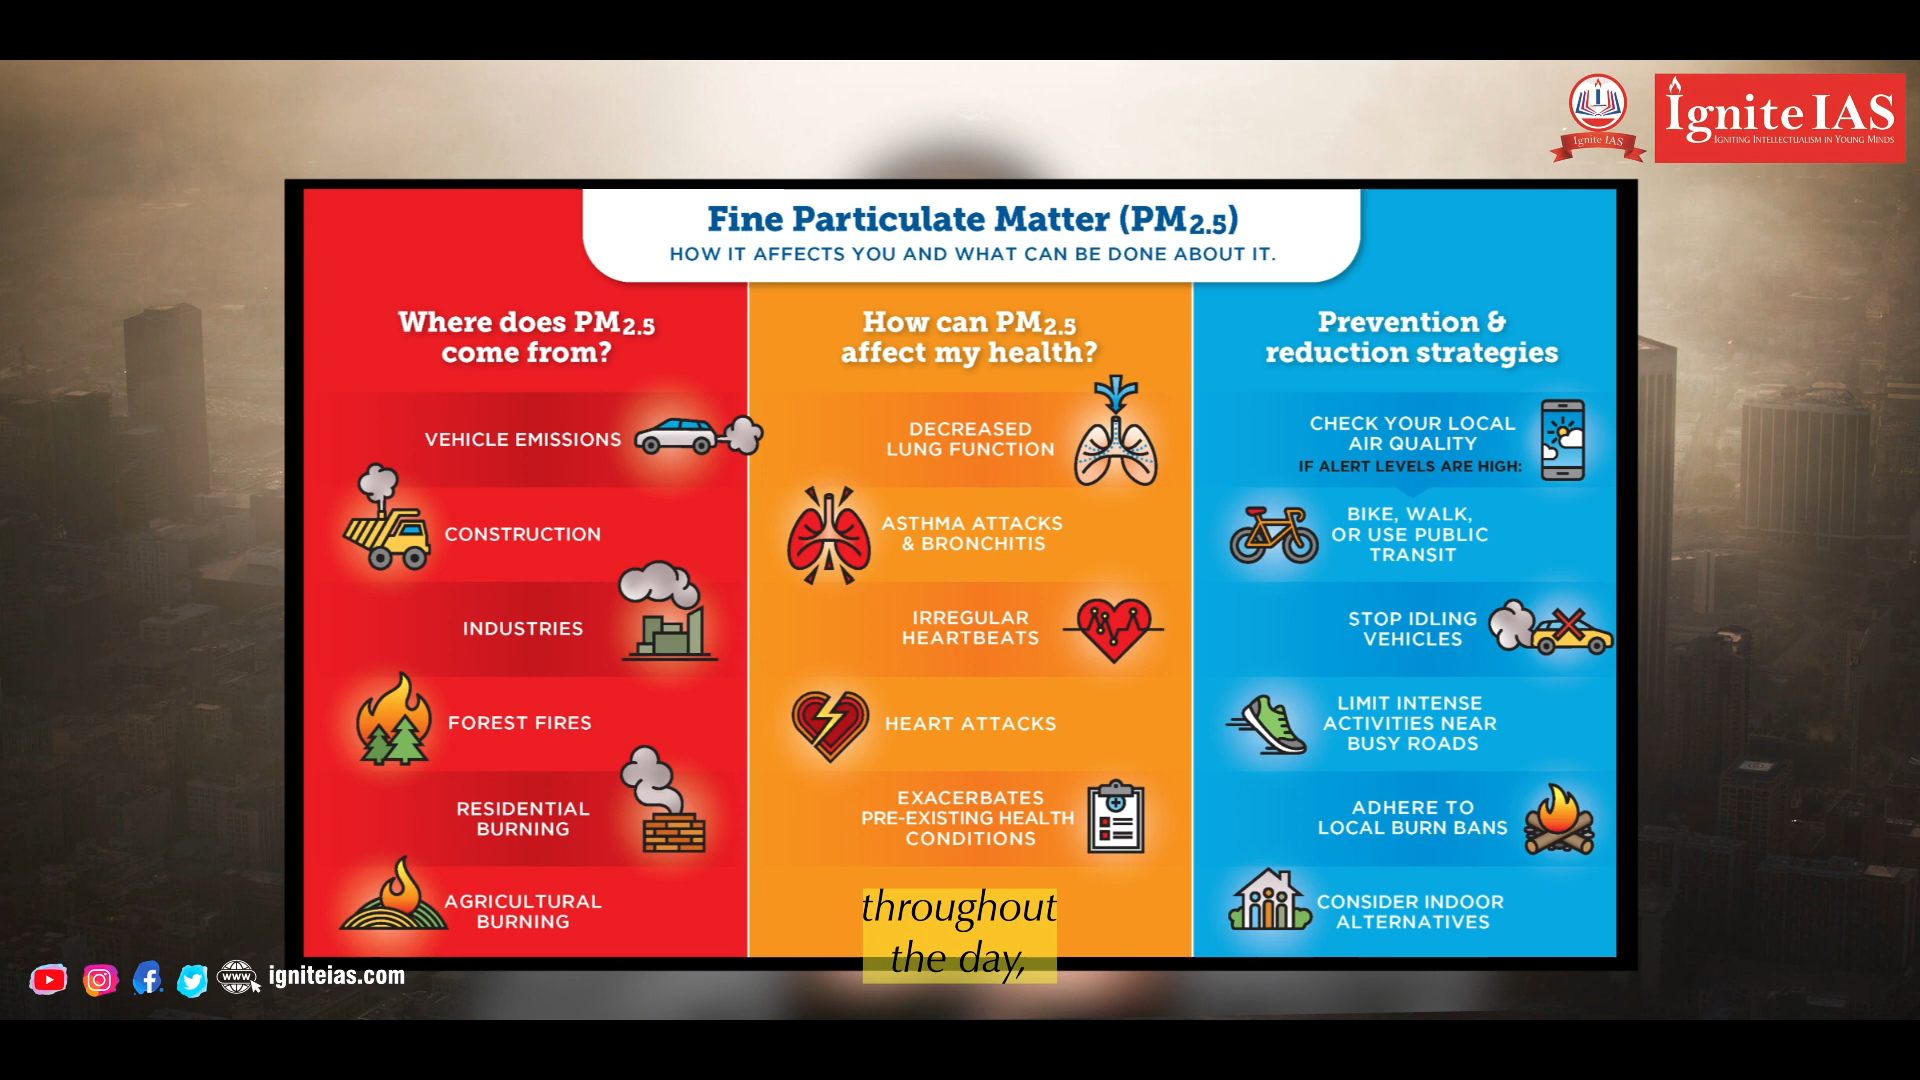 Ignite IAS
Ignite IAS
IGNITING INTELLECTUALISM IN YOUNG MINDS
Fine Particulate Matter (PM2.5)
HOW IT AFFECTS YOU AND WHAT CAN BE DONE ABOUT IT.
Where does PM2.5
come from?
VEHICLE EMISSIONS
CONSTRUCTION
INDUSTRIES
FOREST FIRES
RESIDENTIAL
BURNING
AGRICULTURAL
BURNING
How can PM2.5
affect my health?
DECREASED
LUNG FUNCTION
ASTHMA ATTACKS
& BRONCHITIS
IRREGULAR
HEARTBEATS
HEART ATTACKS
EXACERBATES
PRE-EXISTING HEALTH
CONDITIONS
Prevention &
reduction strategies
CHECK YOUR LOCAL
AIR QUALITY
IF ALERT LEVELS ARE HIGH:
BIKE, WALK,
OR USE PUBLIC
TRANSIT
STOP IDLING
VEHICLES
LIMIT INTENSE
ACTIVITIES NEAR
BUSY ROADS
ADHERE TO
LOCAL BURN BANS
CONSIDER INDOOR
ALTERNATIVES
throughout
the day,
WWW
igniteias.com